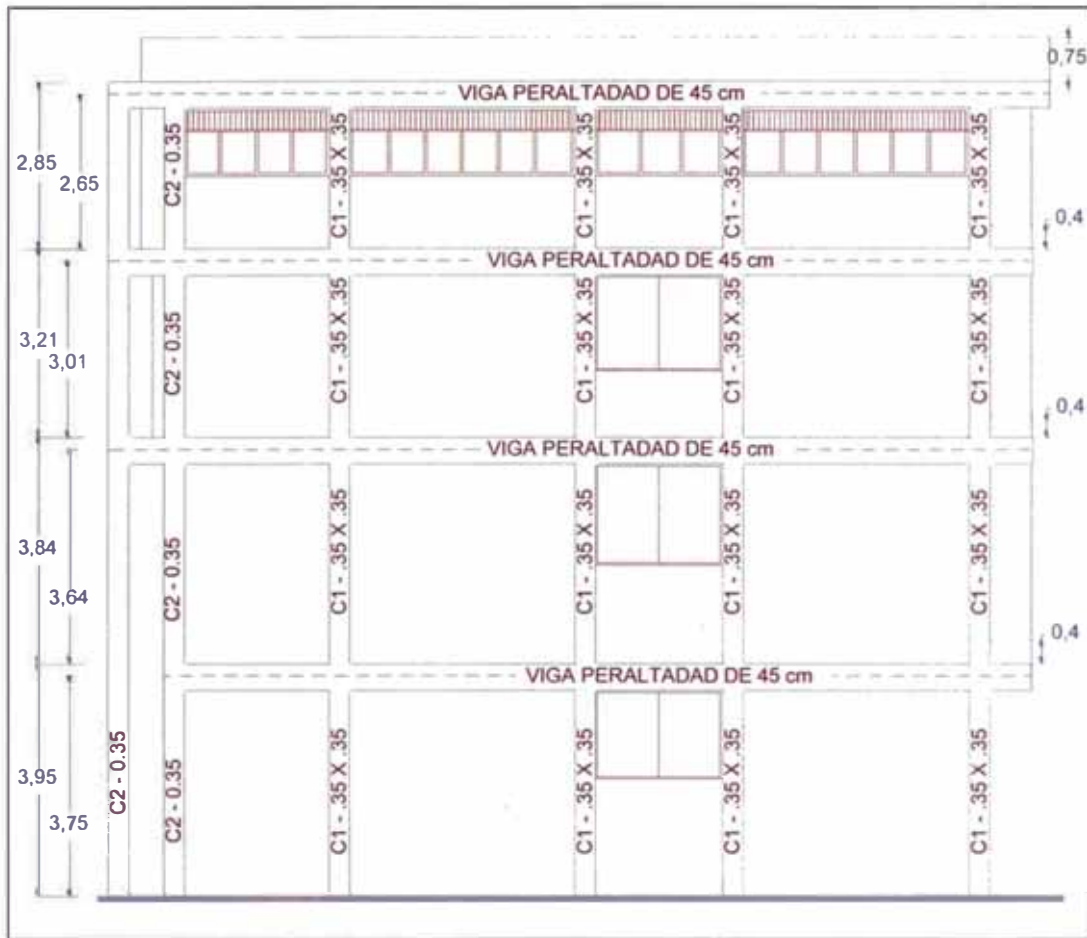 0,75
VIGA PERALTADAD DE 45 cm
2,85
2,65
C2 - 0.35
C1 - .35 X .35
C1 - .35 X .35
C1 - .35 X .35
C1 - .35 X .35
0,4
VIGA PERALTADAD DE 45 cm
3,21
3,01
C2 - 0.35
C1 - .35 X .35
C1 - .35 X .35
C1 - .35 X .35
C1 - .35 X .35
0,4
VIGA PERALTADAD DE 45 cm
3,84
3,64
C2 - 0.35
C1 - .35 X .35
C1 - .35 X .35
C1 - .35 X .35
C1 - .35 X .35
0,4
VIGA PERALTADAD DE 45 cm
3,95
3,75
C2 - 0.35
C2 - 0.35
C1 - .35 X .35
C1 - .35 X .35
C1 - .35 X .35
C1 - .35 X .35